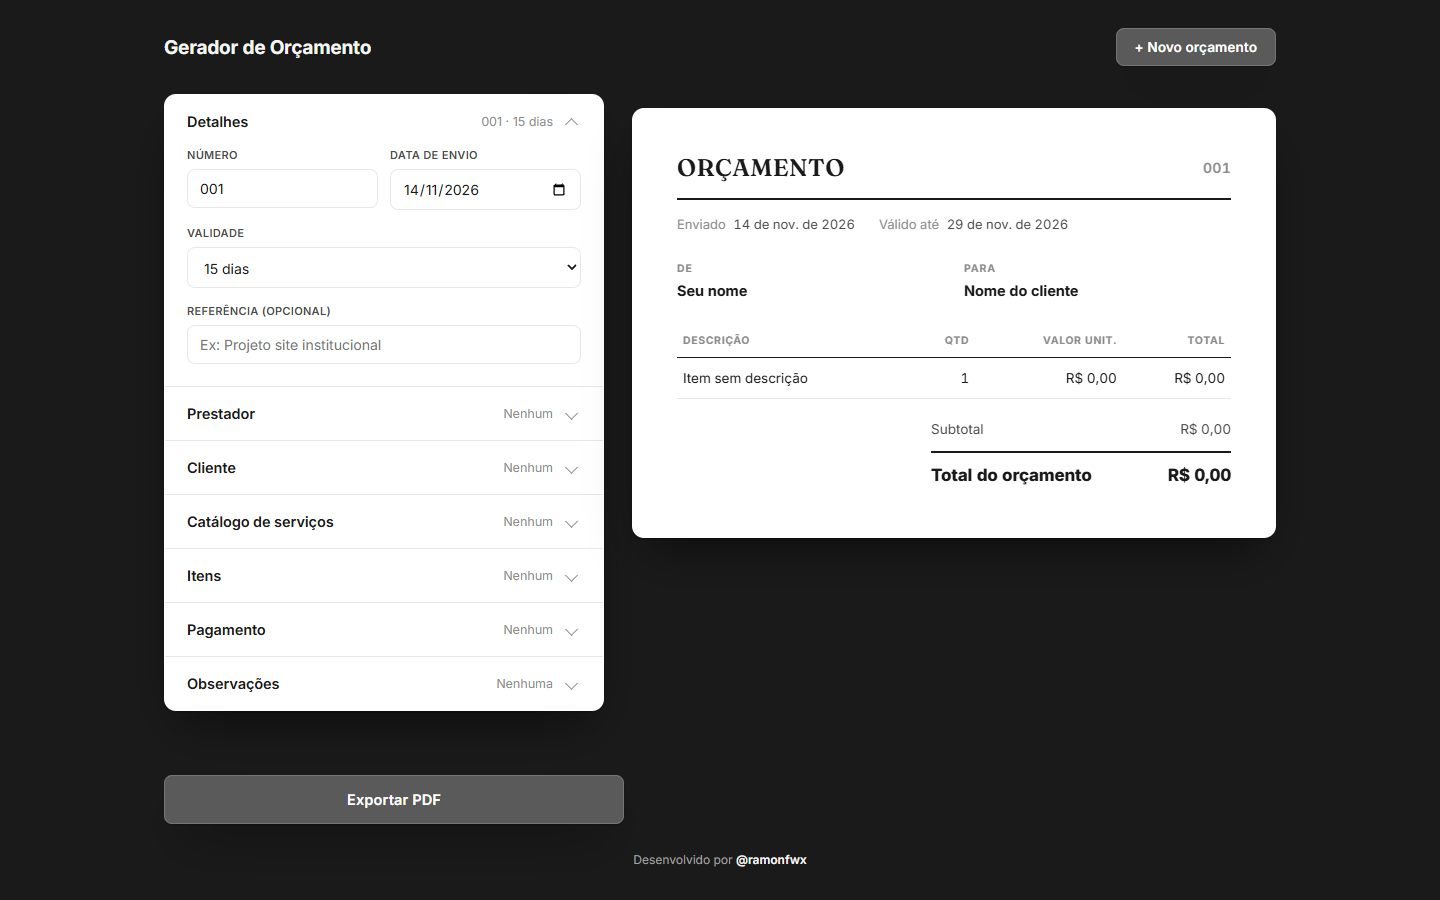 Gerador de Orçamento
+ Novo orçamento
Detalhes
001 · 15 dias
NÚMERO
DATA DE ENVIO
001
14/11/2026
VALIDADE
15 dias
REFERÊNCIA (OPCIONAL)
Ex: Projeto site institucional
Prestador
Nenhum
Cliente
Nenhum
Catálogo de serviços
Nenhum
Itens
Nenhum
Pagamento
Nenhum
Observações
Nenhuma
Exportar PDF
ORÇAMENTO
001
Enviado 14 de nov. de 2026
Válido até 29 de nov. de 2026
DE
PARA
Seu nome
Nome do cliente
DESCRIÇÃO QTD VALOR UNIT. TOTAL
Item sem descrição 1 R$ 0,00 R$ 0,00
Subtotal R$ 0,00
Total do orçamento R$ 0,00
Desenvolvido por @ramonfwx